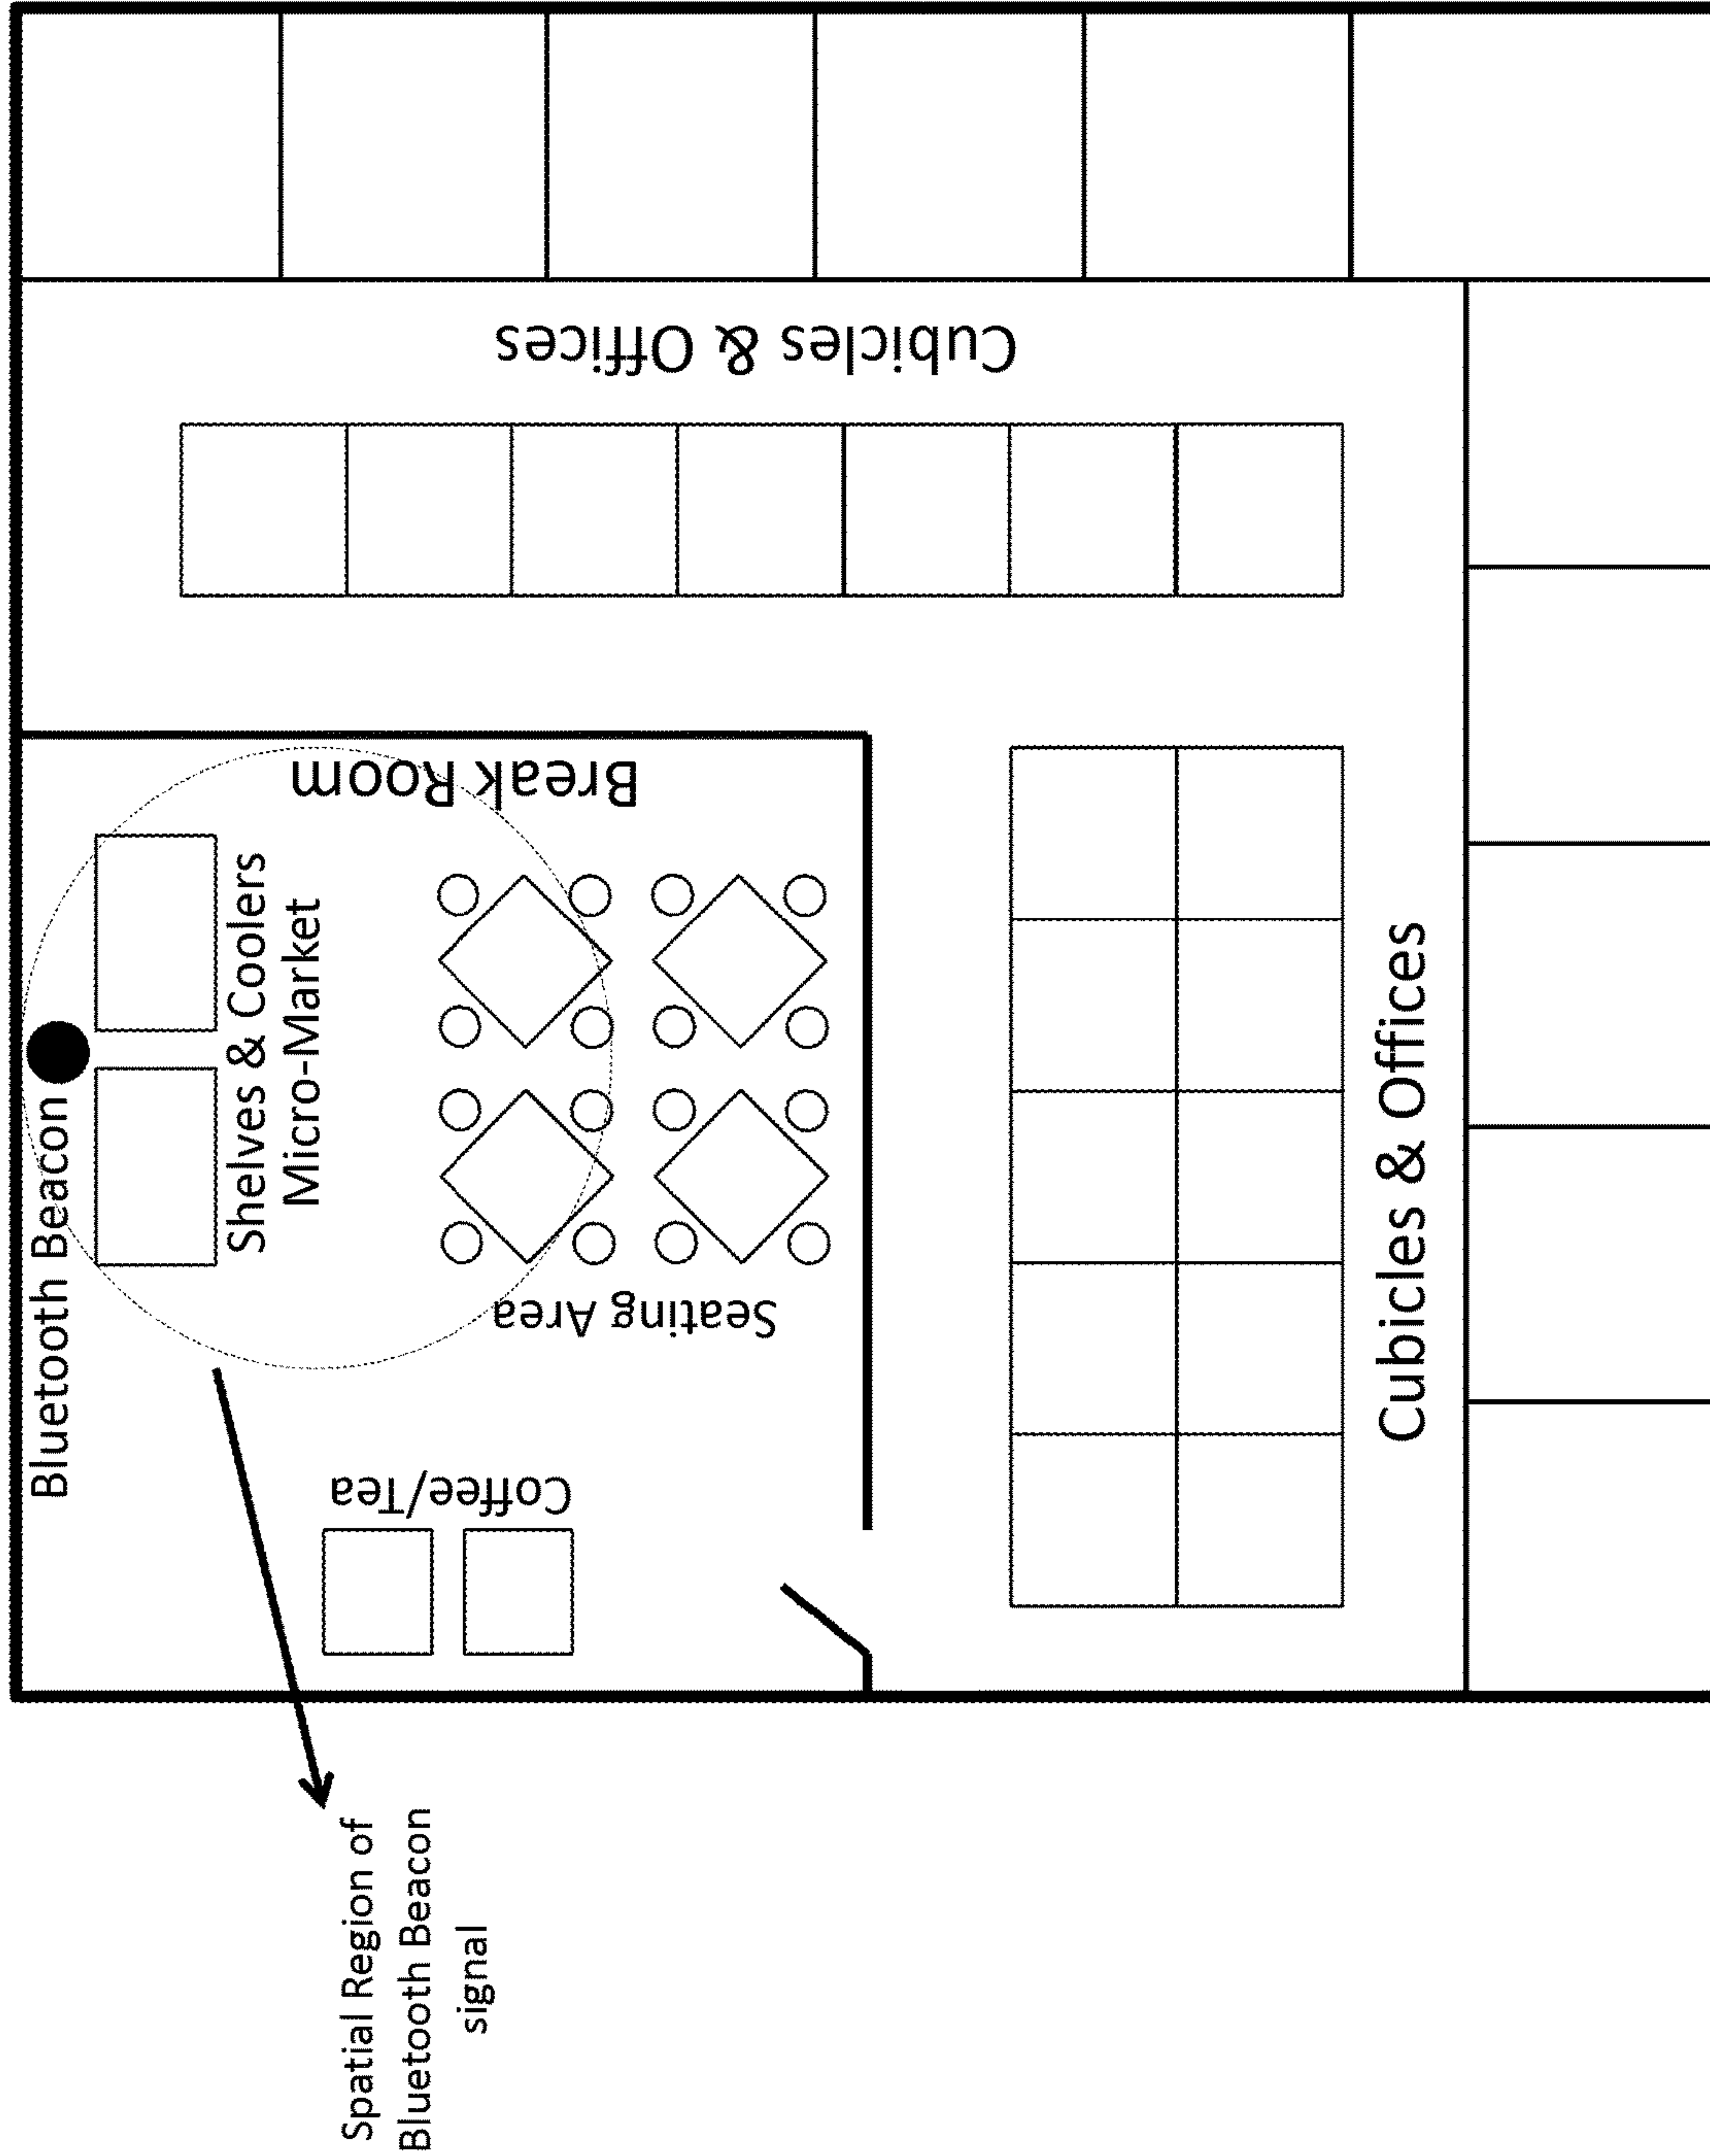 Bluetooth Beacon
Shelves & Coolers
Micro-Market
Break Room
Seating Area
Coffee/Tea
Cubicles & Offices
Cubicles & Offices
Spatial Region of
Bluetooth Beacon
signal